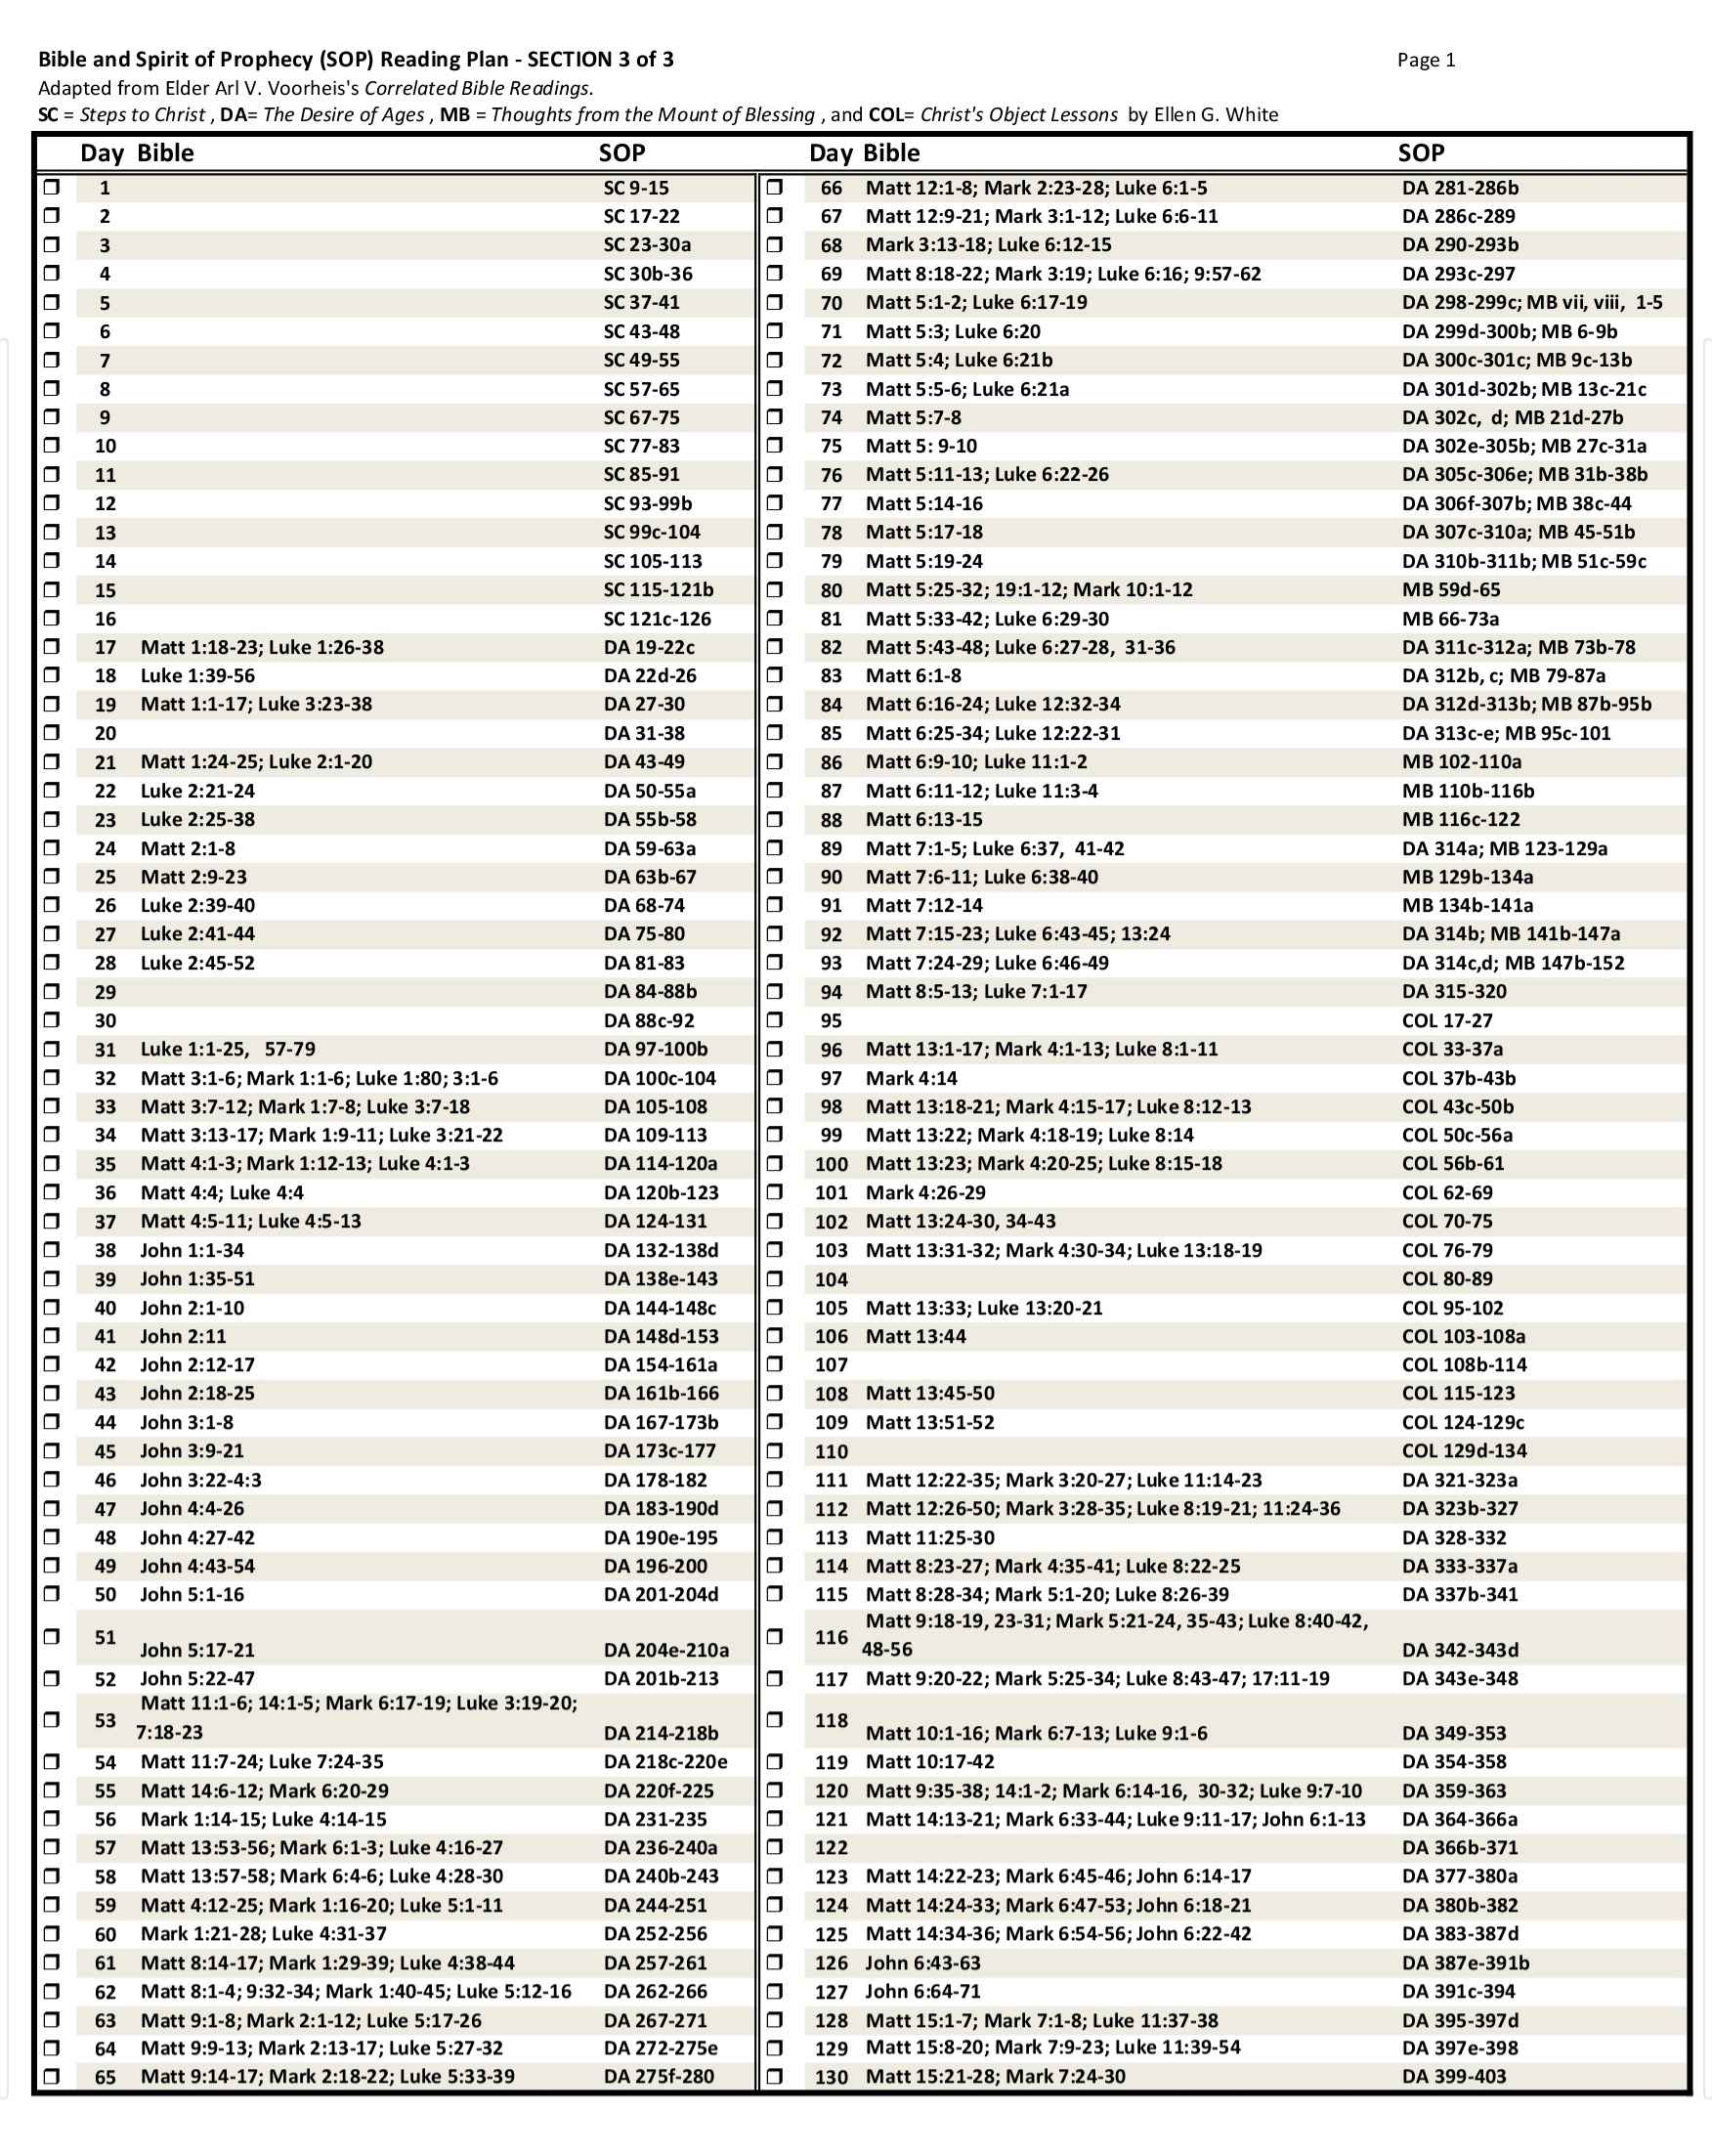 Bible and Spirit of Prophecy (SOP) Reading Plan - SECTION 3 of 3
Page 1
Adapted from Elder Arl V. Voorheis's Correlated Bible Readings.
SC = Steps to Christ , DA= The Desire of Ages , MB = Thoughts from the Mount of Blessing , and COL= Christ's Object Lessons by Ellen G. White
Day Bible SOP
1 SC 9-15
2 SC 17-22
3 SC 23-30a
4 SC 30b-36
5 SC 37-41
6 SC 43-48
7 SC 49-55
8 SC 57-65
9 SC 67-75
10 SC 77-83
11 SC 85-91
12 SC 93-99b
13 SC 99c-104
14 SC 105-113
15 SC 115-121b
16 SC 121c-126
17 Matt 1:18-23; Luke 1:26-38 DA 19-22c
18 Luke 1:39-56 DA 22d-26
19 Matt 1:1-17; Luke 3:23-38 DA 27-30
20 DA 31-38
21 Matt 1:24-25; Luke 2:1-20 DA 43-49
22 Luke 2:21-24 DA 50-55a
23 Luke 2:25-38 DA 55b-58
24 Matt 2:1-8 DA 59-63a
25 Matt 2:9-23 DA 63b-67
26 Luke 2:39-40 DA 68-74
27 Luke 2:41-44 DA 75-80
28 Luke 2:45-52 DA 81-83
29 DA 84-88b
30 DA 88c-92
31 Luke 1:1-25, 57-79 DA 97-100b
32 Matt 3:1-6; Mark 1:1-6; Luke 1:80; 3:1-6 DA 100c-104
33 Matt 3:7-12; Mark 1:7-8; Luke 3:7-18 DA 105-108
34 Matt 3:13-17; Mark 1:9-11; Luke 3:21-22 DA 109-113
35 Matt 4:1-3; Mark 1:12-13; Luke 4:1-3 DA 114-120a
36 Matt 4:4; Luke 4:4 DA 120b-123
37 Matt 4:5-11; Luke 4:5-13 DA 124-131
38 John 1:1-34 DA 132-138d
39 John 1:35-51 DA 138e-143
40 John 2:1-10 DA 144-148c
41 John 2:11 DA 148d-153
42 John 2:12-17 DA 154-161a
43 John 2:18-25 DA 161b-166
44 John 3:1-8 DA 167-173b
45 John 3:9-21 DA 173c-177
46 John 3:22-4:3 DA 178-182
47 John 4:4-26 DA 183-190d
48 John 4:27-42 DA 190e-195
49 John 4:43-54 DA 196-200
50 John 5:1-16 DA 201-204d
51 John 5:17-21 DA 204e-210a
52 John 5:22-47 DA 201b-213
Matt 11:1-6; 14:1-5; Mark 6:17-19; Luke 3:19-20;
53 7:18-23 DA 214-218b
54 Matt 11:7-24; Luke 7:24-35 DA 218c-220e
55 Matt 14:6-12; Mark 6:20-29 DA 220f-225
56 Mark 1:14-15; Luke 4:14-15 DA 231-235
57 Matt 13:53-56; Mark 6:1-3; Luke 4:16-27 DA 236-240a
58 Matt 13:57-58; Mark 6:4-6; Luke 4:28-30 DA 240b-243
59 Matt 4:12-25; Mark 1:16-20; Luke 5:1-11 DA 244-251
60 Mark 1:21-28; Luke 4:31-37 DA 252-256
61 Matt 8:14-17; Mark 1:29-39; Luke 4:38-44 DA 257-261
62 Matt 8:1-4; 9:32-34; Mark 1:40-45; Luke 5:12-16 DA 262-266
63 Matt 9:1-8; Mark 2:1-12; Luke 5:17-26 DA 267-271
64 Matt 9:9-13; Mark 2:13-17; Luke 5:27-32 DA 272-275e
65 Matt 9:14-17; Mark 2:18-22; Luke 5:33-39 DA 275f-280
Day Bible SOP
66 Matt 12:1-8; Mark 2:23-28; Luke 6:1-5 DA 281-286b
67 Matt 12:9-21; Mark 3:1-12; Luke 6:6-11 DA 286c-289
68 Mark 3:13-18; Luke 6:12-15 DA 290-293b
69 Matt 8:18-22; Mark 3:19; Luke 6:16; 9:57-62 DA 293c-297
70 Matt 5:1-2; Luke 6:17-19 DA 298-299c; MB vii, viii, 1-5
71 Matt 5:3; Luke 6:20 DA 299d-300b; MB 6-9b
72 Matt 5:4; Luke 6:21b DA 300c-301c; MB 9c-13b
73 Matt 5:5-6; Luke 6:21a DA 301d-302b; MB 13c-21c
74 Matt 5:7-8 DA 302c, d; MB 21d-27b
75 Matt 5: 9-10 DA 302e-305b; MB 27c-31a
76 Matt 5:11-13; Luke 6:22-26 DA 305c-306e; MB 31b-38b
77 Matt 5:14-16 DA 306f-307b; MB 38c-44
78 Matt 5:17-18 DA 307c-310a; MB 45-51b
79 Matt 5:19-24 DA 310b-311b; MB 51c-59c
80 Matt 5:25-32; 19:1-12; Mark 10:1-12 MB 59d-65
81 Matt 5:33-42; Luke 6:29-30 MB 66-73a
82 Matt 5:43-48; Luke 6:27-28, 31-36 DA 311c-312a; MB 73b-78
83 Matt 6:1-8 DA 312b, c; MB 79-87a
84 Matt 6:16-24; Luke 12:32-34 DA 312d-313b; MB 87b-95b
85 Matt 6:25-34; Luke 12:22-31 DA 313c-e; MB 95c-101
86 Matt 6:9-10; Luke 11:1-2 MB 102-110a
87 Matt 6:11-12; Luke 11:3-4 MB 110b-116b
88 Matt 6:13-15 MB 116c-122
89 Matt 7:1-5; Luke 6:37, 41-42 DA 314a; MB 123-129a
90 Matt 7:6-11; Luke 6:38-40 MB 129b-134a
91 Matt 7:12-14 MB 134b-141a
92 Matt 7:15-23; Luke 6:43-45; 13:24 DA 314b; MB 141b-147a
93 Matt 7:24-29; Luke 6:46-49 DA 314c,d; MB 147b-152
94 Matt 8:5-13; Luke 7:1-17 DA 315-320
95 COL 17-27
96 Matt 13:1-17; Mark 4:1-13; Luke 8:1-11 COL 33-37a
97 Mark 4:14 COL 37b-43b
98 Matt 13:18-21; Mark 4:15-17; Luke 8:12-13 COL 43c-50b
99 Matt 13:22; Mark 4:18-19; Luke 8:14 COL 50c-56a
100 Matt 13:23; Mark 4:20-25; Luke 8:15-18 COL 56b-61
101 Mark 4:26-29 COL 62-69
102 Matt 13:24-30, 34-43 COL 70-75
103 Matt 13:31-32; Mark 4:30-34; Luke 13:18-19 COL 76-79
104 COL 80-89
105 Matt 13:33; Luke 13:20-21 COL 95-102
106 Matt 13:44 COL 103-108a
107 COL 108b-114
108 Matt 13:45-50 COL 115-123
109 Matt 13:51-52 COL 124-129c
110 COL 129d-134
111 Matt 12:22-35; Mark 3:20-27; Luke 11:14-23 DA 321-323a
112 Matt 12:26-50; Mark 3:28-35; Luke 8:19-21; 11:24-36 DA 323b-327
113 Matt 11:25-30 DA 328-332
114 Matt 8:23-27; Mark 4:35-41; Luke 8:22-25 DA 333-337a
115 Matt 8:28-34; Mark 5:1-20; Luke 8:26-39 DA 337b-341
Matt 9:18-19, 23-31; Mark 5:21-24, 35-43; Luke 8:40-42,
116 48-56 DA 342-343d
117 Matt 9:20-22; Mark 5:25-34; Luke 8:43-47; 17:11-19 DA 343e-348
118 Matt 10:1-16; Mark 6:7-13; Luke 9:1-6 DA 349-353
119 Matt 10:17-42 DA 354-358
120 Matt 9:35-38; 14:1-2; Mark 6:14-16, 30-32; Luke 9:7-10 DA 359-363
121 Matt 14:13-21; Mark 6:33-44; Luke 9:11-17; John 6:1-13 DA 364-366a
122 DA 366b-371
123 Matt 14:22-23; Mark 6:45-46; John 6:14-17 DA 377-380a
124 Matt 14:24-33; Mark 6:47-53; John 6:18-21 DA 380b-382
125 Matt 14:34-36; Mark 6:54-56; John 6:22-42 DA 383-387d
126 John 6:43-63 DA 387e-391b
127 John 6:64-71 DA 391c-394
128 Matt 15:1-7; Mark 7:1-8; Luke 11:37-38 DA 395-397d
129 Matt 15:8-20; Mark 7:9-23; Luke 11:39-54 DA 397e-398
130 Matt 15:21-28; Mark 7:24-30 DA 399-403